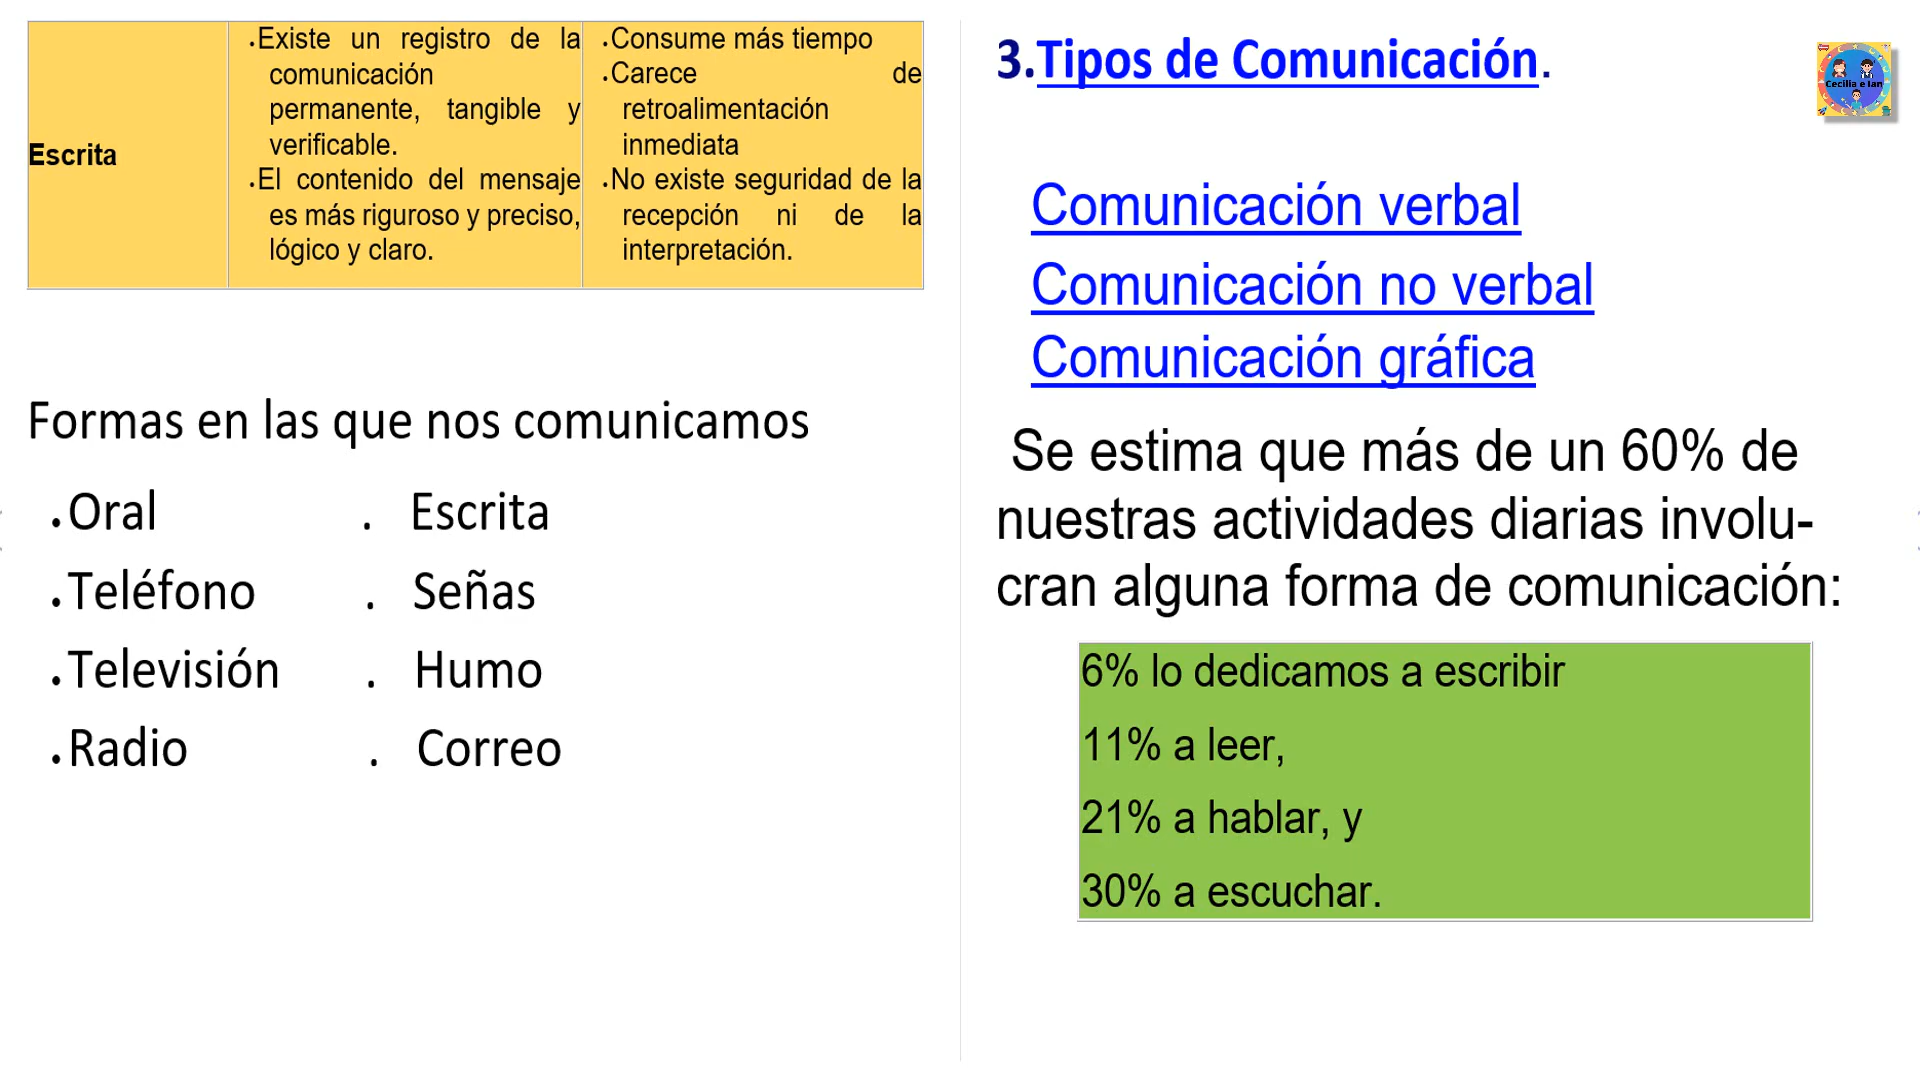 Escrita
•Existe un registro de la
comunicación
permanente, tangible y
verificable.
•El contenido del mensaje
es más riguroso y preciso,
lógico y claro.
•Consume más tiempo
•Carece de
retroalimentación
inmediata
•No existe seguridad de la
recepción ni de la
interpretación.
Formas en las que nos comunicamos
•Oral . Escrita
•Teléfono . Señas
•Televisión . Humo
•Radio . Correo
3.Tipos de Comunicación.
Comunicación verbal
Comunicación no verbal
Comunicación gráfica
Se estima que más de un 60% de
nuestras actividades diarias involu-
cran alguna forma de comunicación:
6% lo dedicamos a escribir
11% a leer,
21% a hablar, y
30% a escuchar.
Cecilia e Ian